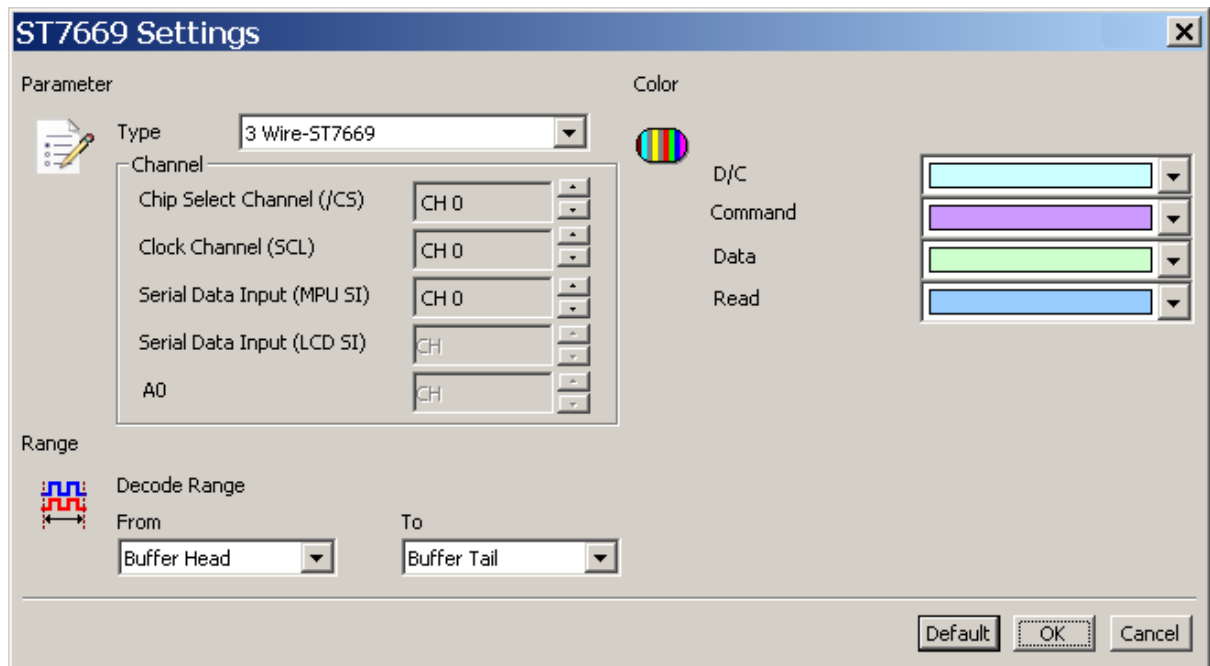 ST7669 Settings
Parameter
Color
Type
3 Wire-ST7669
Channel
Chip Select Channel (/CS)
CH 0
Clock Channel (SCL)
CH 0
Serial Data Input (MPU SI)
CH 0
Serial Data Input (LCD SI)
CH
A0
CH
D/C
Command
Data
Read
Range
Decode Range
From
To
Buffer Head
Buffer Tail
Default
OK
Cancel